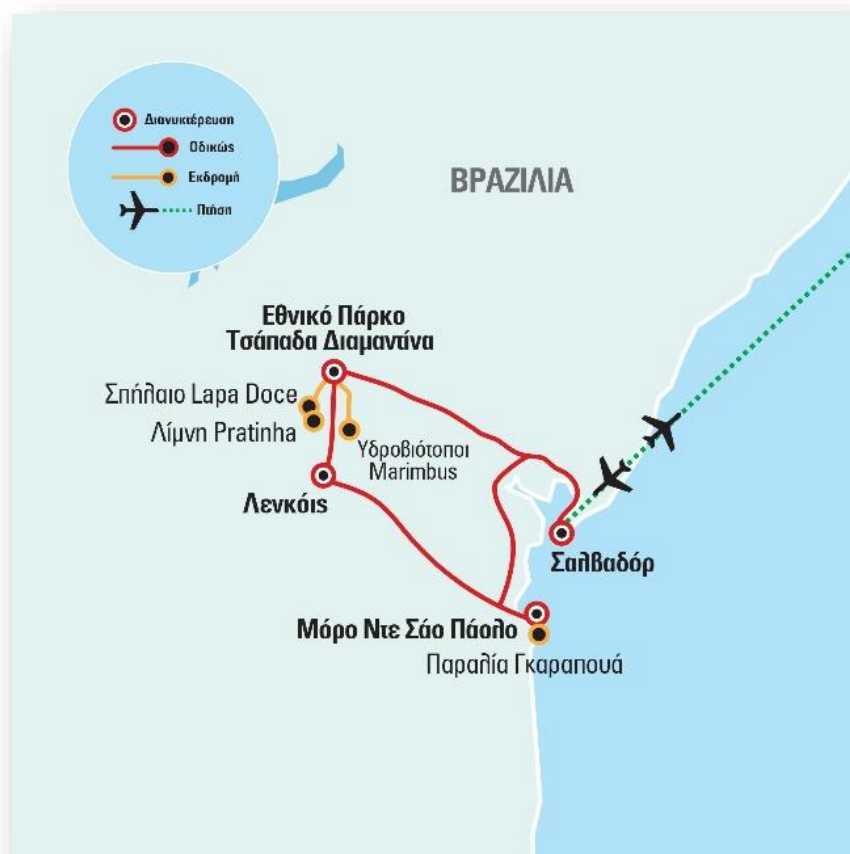 Διανυκτέρευση
Οδικώς
Εκδρομή
Πτήση
ΒΡΑΖΙΛΙΑ
Εθνικό Πάρκο
Τσάπαδα Διαμαντίνα
Σπήλαιο Lapa Doce
Λίμνη Pratinha
Υδροβιότοποι
Marimbus
Λενκόις
Σαλβαδόρ
Μόρο Ντε Σάο Πάολο
Παραλία Γκαραπουά